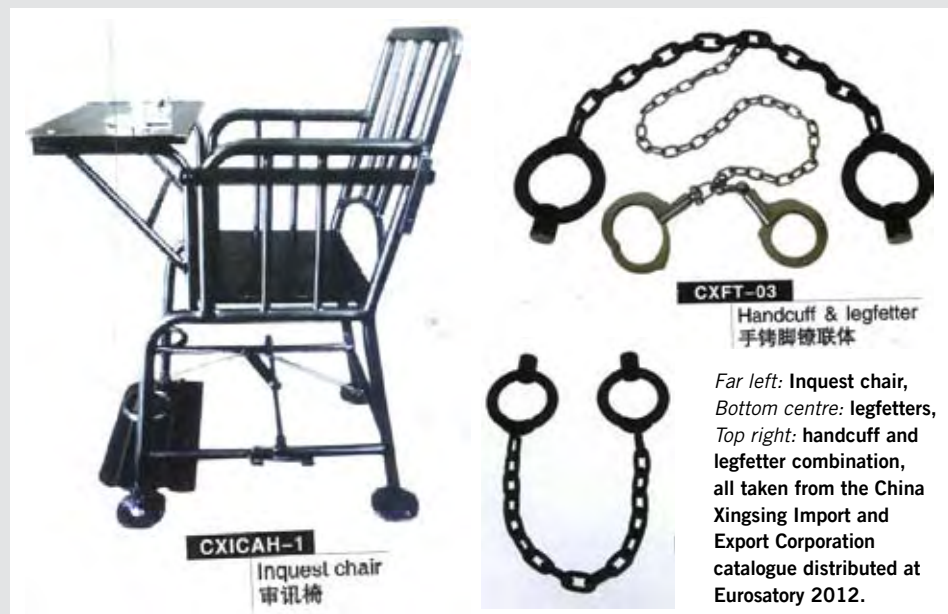 CXICAH-1
Inquest chair
审讯椅
CXFT-03
Handcuff & legfetter
手铐脚镣联体
Far left: Inquest chair,
Bottom centre: legfetters,
Top right: handcuff and
legfetter combination,
all taken from the China
Xingsing Import and
Export Corporation
catalogue distributed at
Eurosatory 2012.